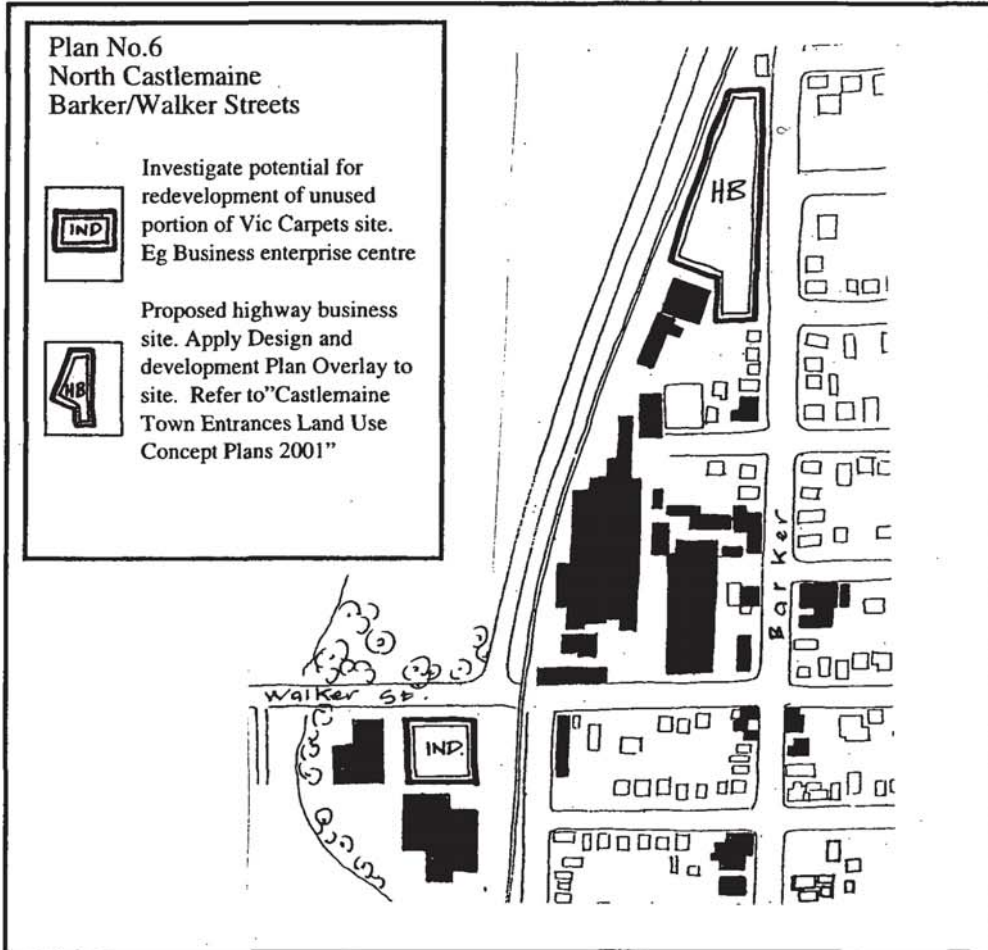 Plan No.6
North Castlemaine
Barker/Walker Streets
IND
Investigate potential for
redevelopment of unused
portion of Vic Carpets site.
Eg Business enterprise centre
HB
Proposed highway business
site. Apply Design and
development Plan Overlay to
site. Refer to"Castlemaine
Town Entrances Land Use
Concept Plans 2001"
HB
Barker
Walker St.
IND.